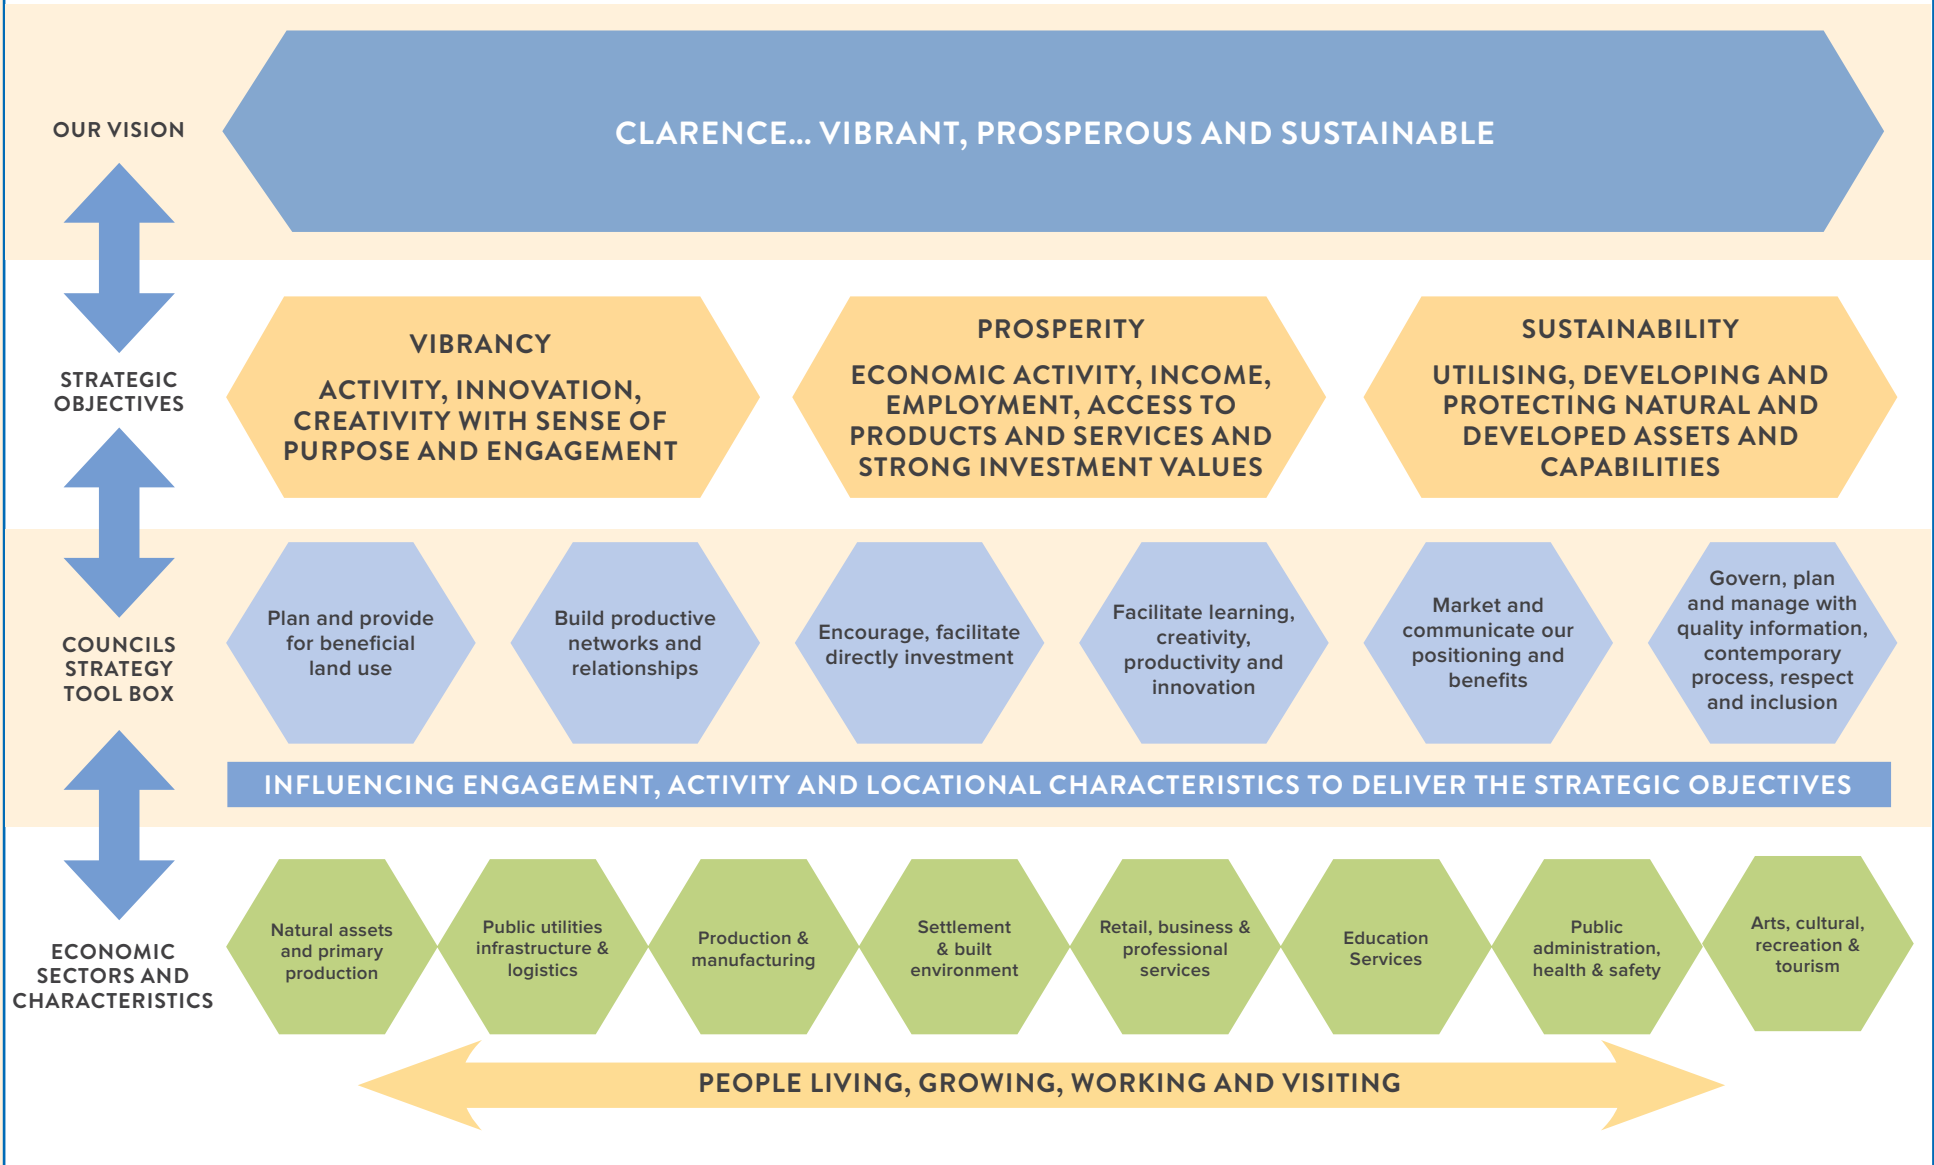 OUR VISION
CLARENCE... VIBRANT, PROSPEROUS AND SUSTAINABLE
STRATEGIC
OBJECTIVES
VIBRANCY
ACTIVITY, INNOVATION,
CREATIVITY WITH SENSE OF
PURPOSE AND ENGAGEMENT
PROSPERITY
ECONOMIC ACTIVITY, INCOME,
EMPLOYMENT, ACCESS TO
PRODUCTS AND SERVICES AND
STRONG INVESTMENT VALUES
SUSTAINABILITY
UTILISING, DEVELOPING AND
PROTECTING NATURAL AND
DEVELOPED ASSETS AND
CAPABILITIES
COUNCILS
STRATEGY
TOOL BOX
Plan and provide
for beneficial
land use
Build productive
networks and
relationships
Encourage, facilitate
directly investment
Facilitate learning,
creativity,
productivity and
innovation
Market and
communicate our
positioning and
benefits
Govern, plan
and manage with
quality information,
contemporary
process, respect
and inclusion
INFLUENCING ENGAGEMENT, ACTIVITY AND LOCATIONAL CHARACTERISTICS TO DELIVER THE STRATEGIC OBJECTIVES
ECONOMIC
SECTORS AND
CHARACTERISTICS
Natural assets
and primary
production
Public utilities
infrastructure &
logistics
Production &
manufacturing
Settlement
& built
environment
Retail, business &
professional
services
Education
Services
Public
administration,
health & safety
Arts, cultural,
recreation &
tourism
PEOPLE LIVING, GROWING, WORKING AND VISITING